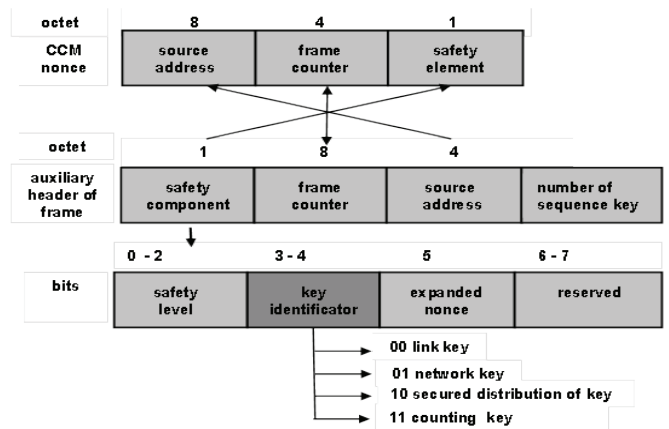 octet 8 4 1
CCM nonce
source address
frame counter
safety element
octet 1 8 4
auxiliary header of frame
safety component
frame counter
source address
number of sequence key
0 - 2 3 - 4 5 6 - 7
bits
safety level
key identificator
expanded nonce
reserved
00 link key
01 network key
10 secured distribution of key
11 counting key